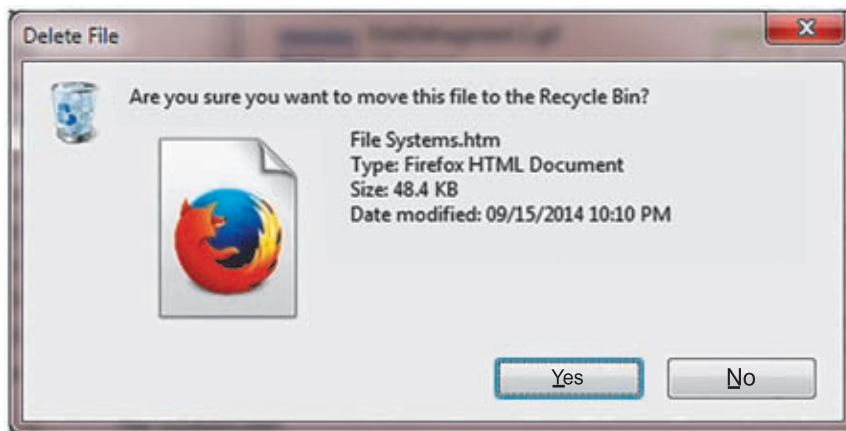 Delete File
Are you sure you want to move this file to the Recycle Bin?
File Systems.htm
Type: Firefox HTML Document
Size: 48.4 KB
Date modified: 09/15/2014 10:10 PM
Yes
No